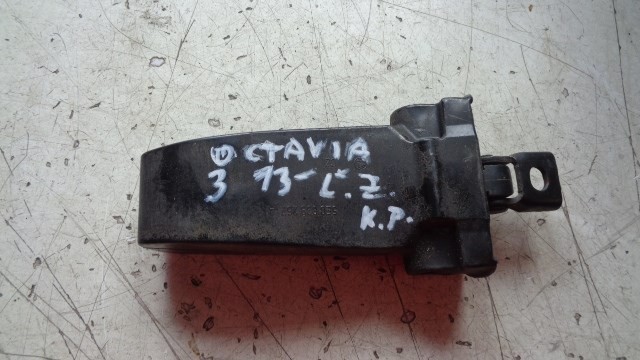 OCTAVIA
3 13- L.Z.
K.P.